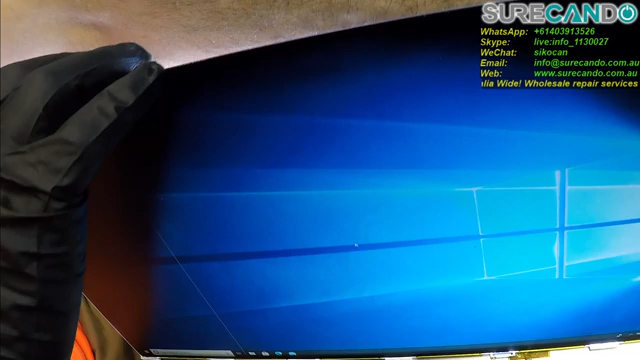 SURECANDO
WhatsApp: +61403913526
Skype: live:info_1130027
WeChat: sikocan
Email: info@surecando.com.au
Web: www.surecando.com.au
lia Wide! Wholesale repair services